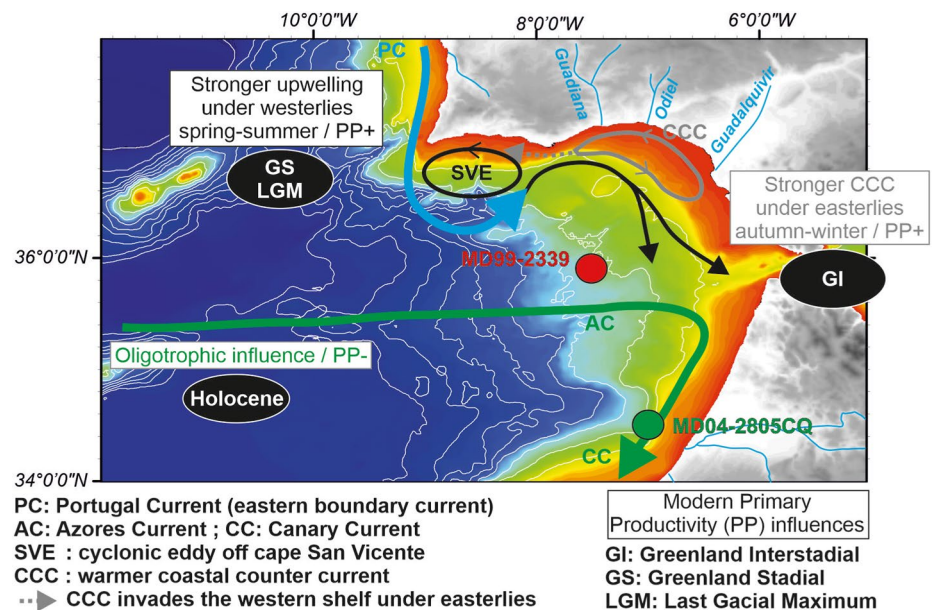 10°0'0"W 8°0'0"W 6°0'0"W
PC
Guadiana
Odiel
Guadalquivir
Stronger upwelling
under westerlies
spring-summer / PP+
GS
LGM
CCC
SVE
Stronger CCC
under easterlies
autumn-winter / PP+
36°0'0"N
MD99-2339
GI
AC
Oligotrophic influence / PP-
Holocene
MD04-2805CQ
CC
34°0'0"N
PC: Portugal Current (eastern boundary current)
AC: Azores Current ; CC: Canary Current
SVE : cyclonic eddy off cape San Vicente
CCC : warmer coastal counter current
CCC invades the western shelf under easterlies
Modern Primary
Productivity (PP) influences
GI: Greenland Interstadial
GS: Greenland Stadial
LGM: Last Gacial Maximum